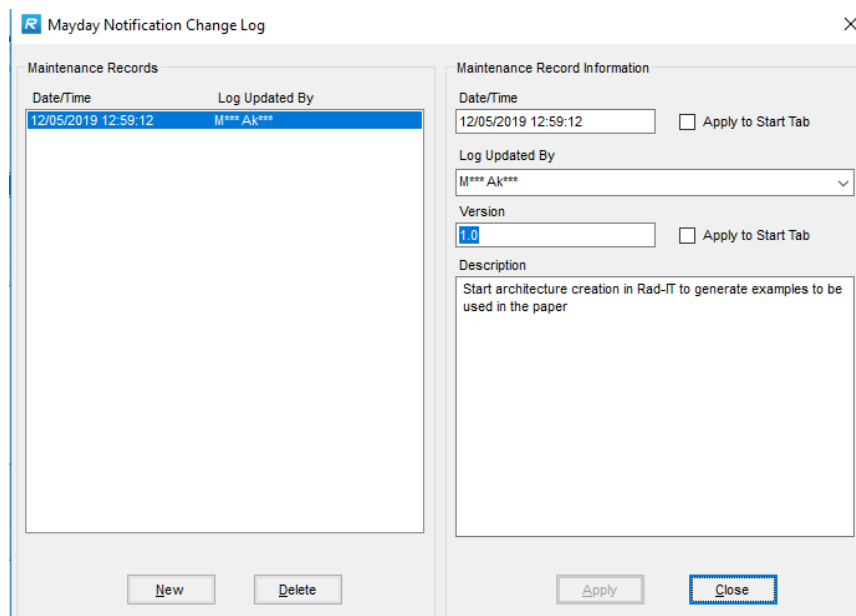 R Mayday Notification Change Log
Maintenance Records
Date/Time Log Updated By
12/05/2019 12:59:12 M*** Ak***
New Delete
Maintenance Record Information
Date/Time
12/05/2019 12:59:12 Apply to Start Tab
Log Updated By
M*** Ak***
Version
1.0 Apply to Start Tab
Description
Start architecture creation in Rad-IT to generate examples to be
used in the paper
Apply Close